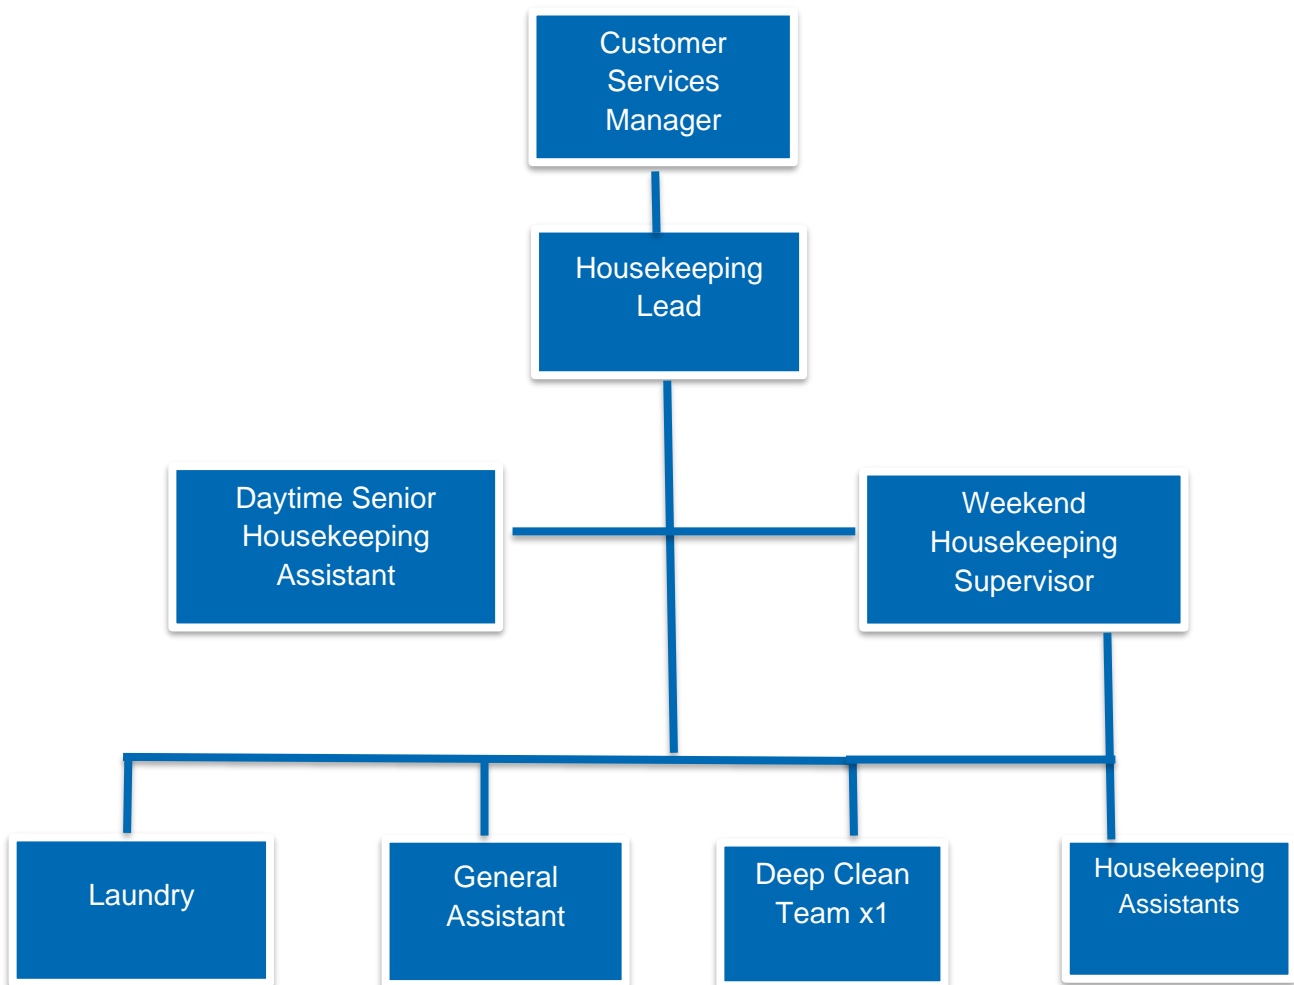 Customer
Services
Manager
Housekeeping
Lead
Daytime Senior
Housekeeping
Assistant
Weekend
Housekeeping
Supervisor
Laundry
General
Assistant
Deep Clean
Team x1
Housekeeping
Assistants